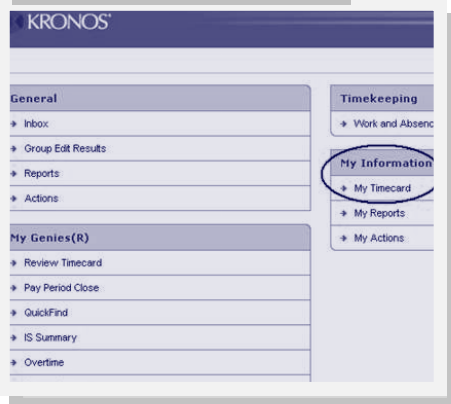 KRONOS'
General
Inbox
Group Edit Results
Reports
Actions
My Genies(R)
Review Timecard
Pay Period Close
QuickFind
IS Summary
Overtime
Timekeeping
Work and Absenc
My Information
My Timecard
My Reports
My Actions